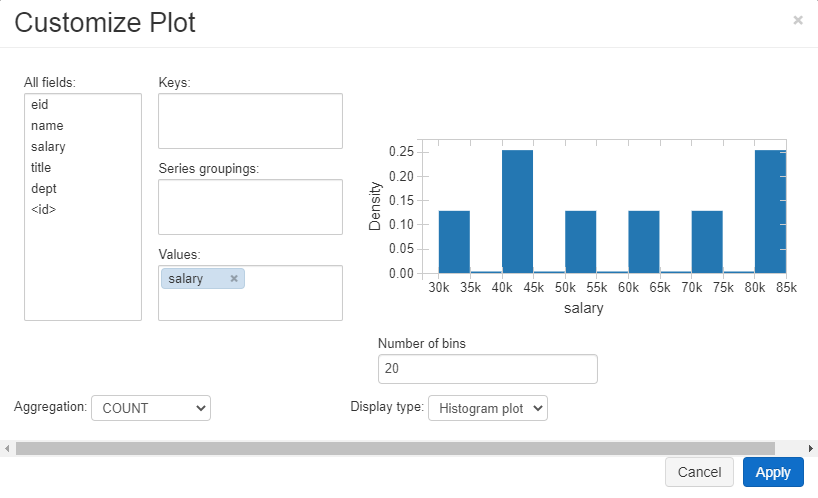 Customize Plot ×
All fields:
eid
name
salary
title
dept
<id>
Keys:
Series groupings:
Values:
salary ×
Density
0.25
0.20
0.15
0.10
0.05
0.00
30k 35k 40k 45k 50k 55k 60k 65k 70k 75k 80k 85k
salary
Number of bins
20
Aggregation: COUNT
Display type: Histogram plot
Cancel Apply